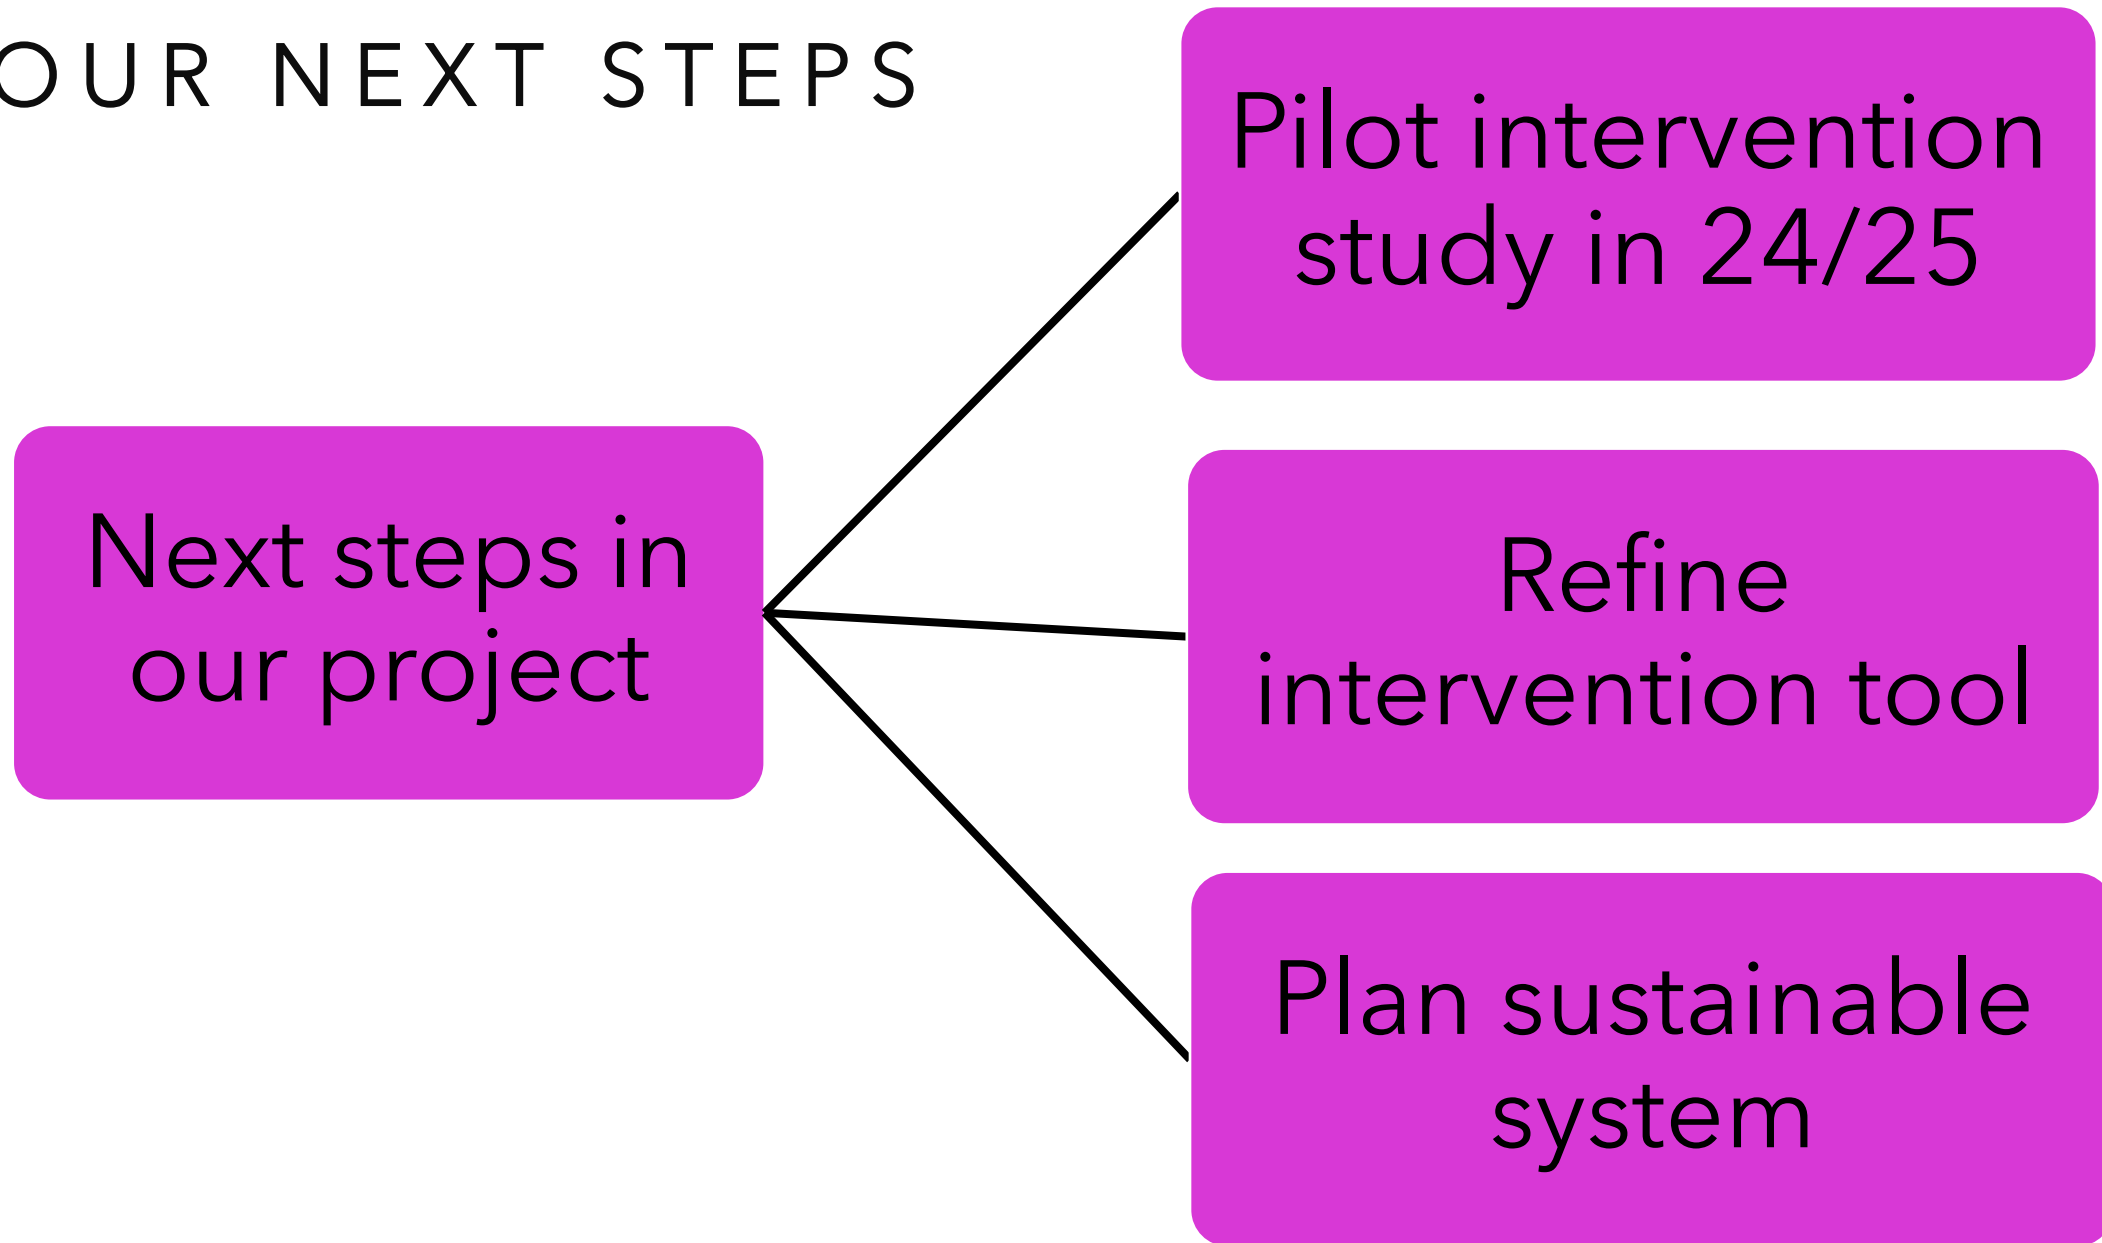 OUR NEXT STEPS
Pilot intervention
study in 24/25
Next steps in
our project
Refine
intervention tool
Plan sustainable
system